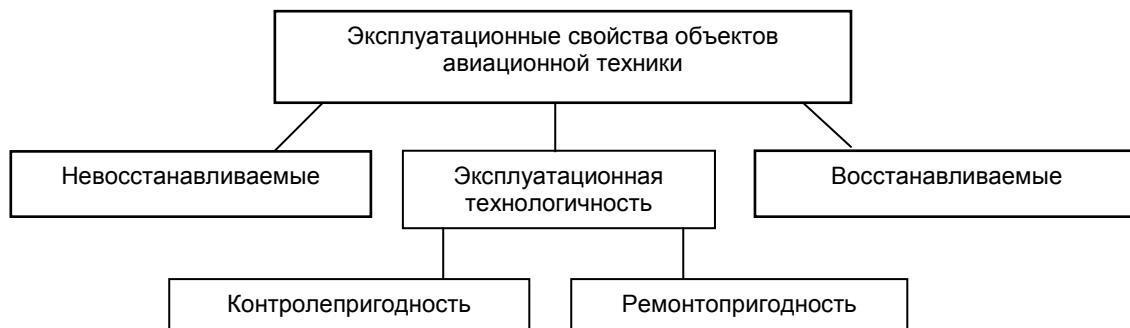 Эксплуатационные свойства объектов
авиационной техники
Невосстанавливаемые
Эксплуатационная
технологичность
Восстанавливаемые
Контролепригодность
Ремонтопригодность